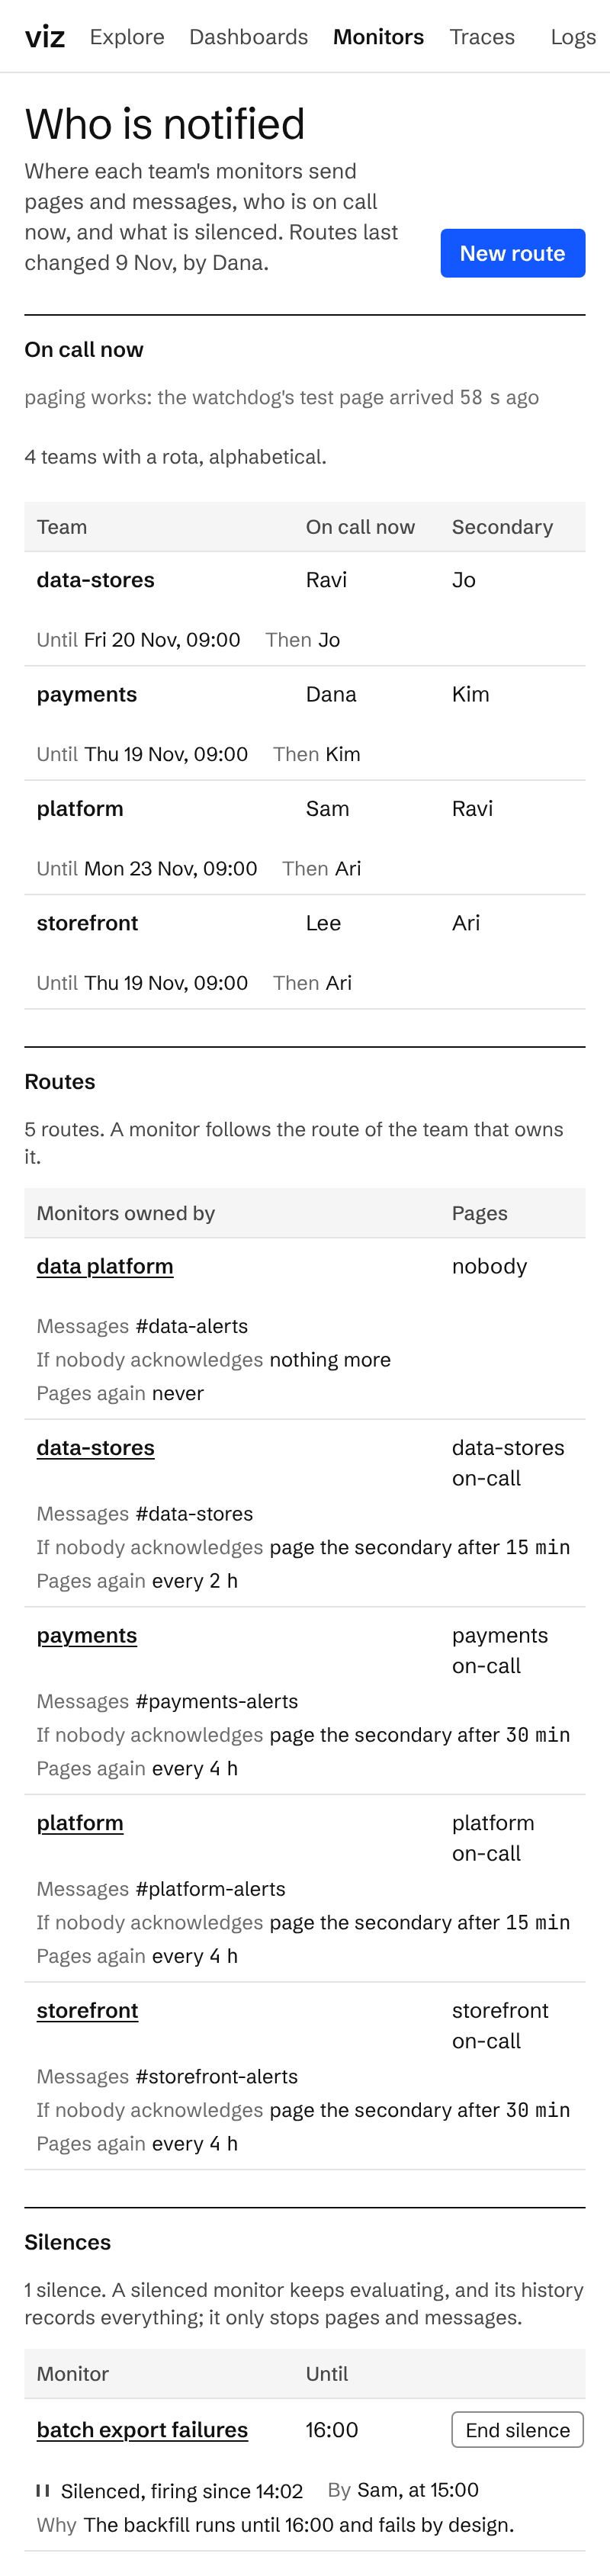 viz Explore Dashboards Monitors Traces Logs
Who is notified
Where each team's monitors send
pages and messages, who is on call
now, and what is silenced. Routes last
changed 9 Nov, by Dana.
New route
On call now
paging works: the watchdog's test page arrived 58 s ago
4 teams with a rota, alphabetical.
Team On call now Secondary
data-stores Ravi Jo
Until Fri 20 Nov, 09:00 Then Jo
payments Dana Kim
Until Thu 19 Nov, 09:00 Then Kim
platform Sam Ravi
Until Mon 23 Nov, 09:00 Then Ari
storefront Lee Ari
Until Thu 19 Nov, 09:00 Then Ari
Routes
5 routes. A monitor follows the route of the team that owns
it.
Monitors owned by Pages
data platform nobody
Messages #data-alerts
If nobody acknowledges nothing more
Pages again never
data-stores data-stores
on-call
Messages #data-stores
If nobody acknowledges page the secondary after 15 min
Pages again every 2 h
payments payments
on-call
Messages #payments-alerts
If nobody acknowledges page the secondary after 30 min
Pages again every 4 h
platform platform
on-call
Messages #platform-alerts
If nobody acknowledges page the secondary after 15 min
Pages again every 4 h
storefront storefront
on-call
Messages #storefront-alerts
If nobody acknowledges page the secondary after 30 min
Pages again every 4 h
Silences
1 silence. A silenced monitor keeps evaluating, and its history
records everything; it only stops pages and messages.
Monitor Until
batch export failures 16:00 End silence
Silenced, firing since 14:02 By Sam, at 15:00
Why The backfill runs until 16:00 and fails by design.